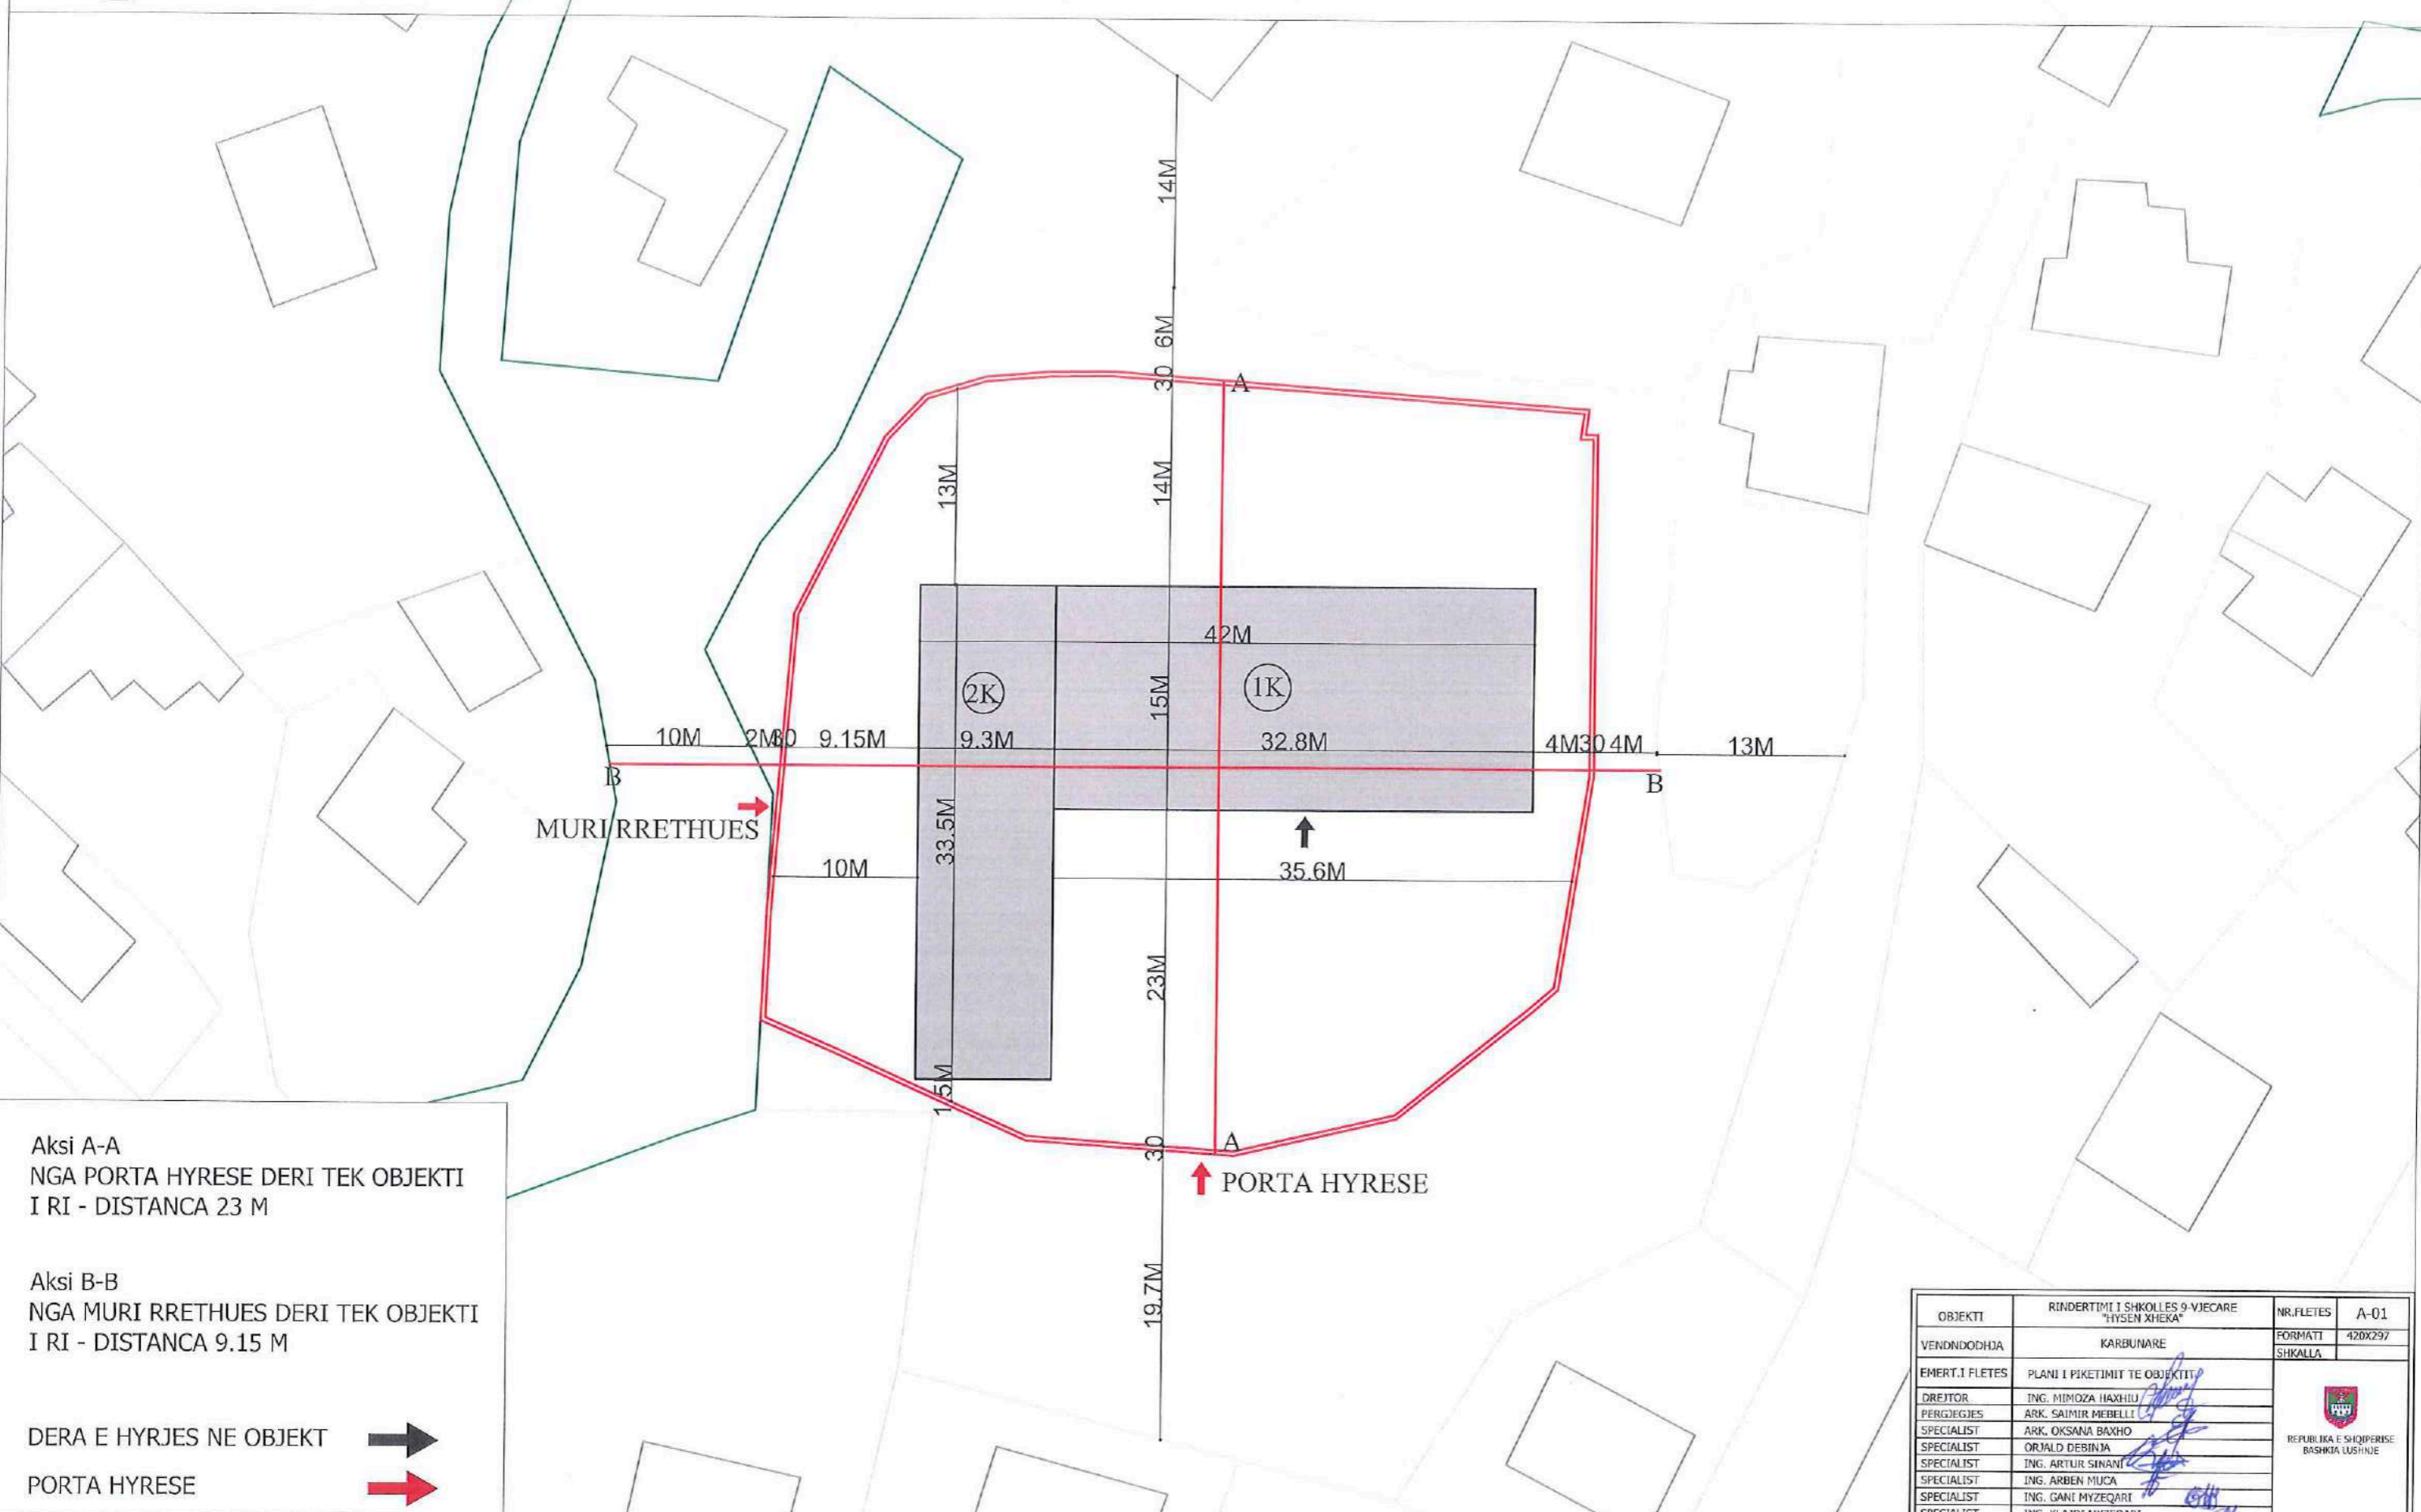 14M
6M
30
A
13M
14M
42M
2K
1K
15M
10M
2M
30
9.15M
9.3M
32.8M
4M
30
4M
13M
B
B
MURI RRETHUES
33.5M
10M
35.6M
23M
1.5M
30
A
PORTA HYRESE
19.7M
Aksi A-A
NGA PORTA HYRESE DERI TEK OBJEKTI
I RI - DISTANCA 23 M
Aksi B-B
NGA MURI RRETHUES DERI TEK OBJEKTI
I RI - DISTANCA 9.15 M
DERA E HYRJES NE OBJEKT
PORTA HYRESE
OBJEKTI
RINDERTIMI I SHKOLLES 9-VJECARE
"HYSEN XHEKA"
NR.FLETES A-01
VENDNDODHJA KARBUNARE
FORMATI 420X297
SHKALLA
EMERT.I FLETES PLANI I PIKETIMIT TE OBJEKTIT
DREJTOR ING. MIMOZA HAXHIU
PERGJEGJES ARK. SAIMIR MEBELLI
SPECIALIST ARK. OKSANA BAXHO
SPECIALIST ORJALD DEBINJA
SPECIALIST ING. ARTUR SINANI
SPECIALIST ING. ARBEN MUCA
SPECIALIST ING. GANI MYZEQARI
REPUBLIKA E SHQIPERISE
BASHKIA LUSHNJE